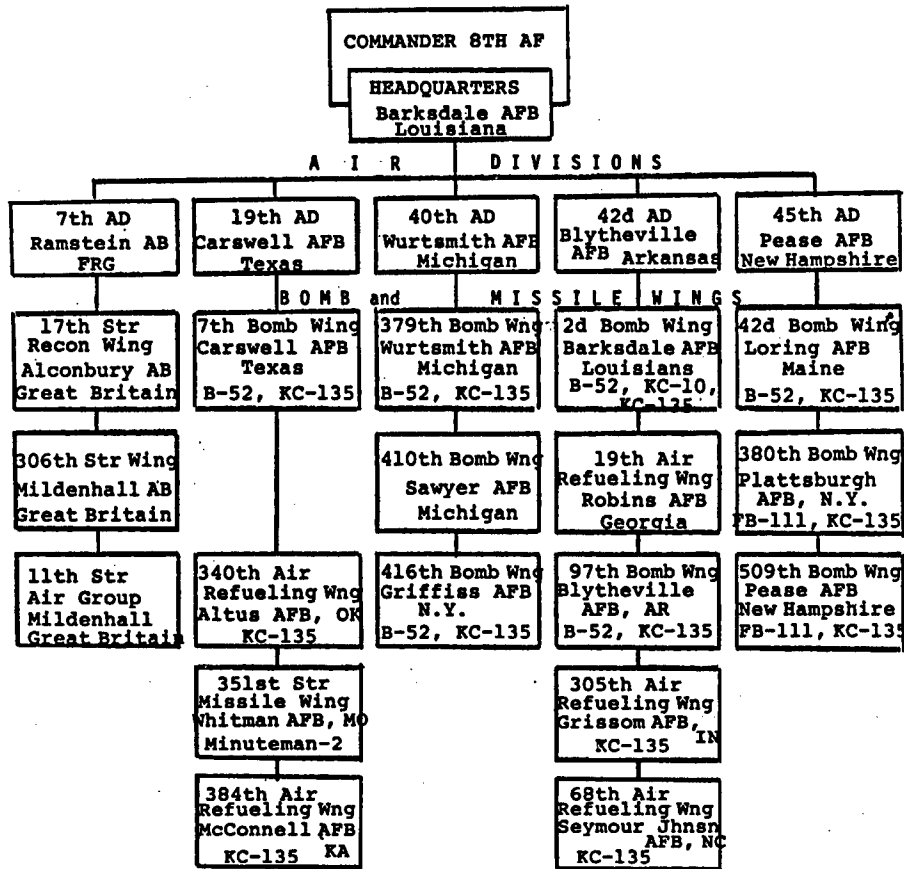 COMMANDER 8TH AF
HEADQUARTERS
Barksdale AFB
Louisiana
AIR DIVISIONS
7th AD
Ramstein AB
FRG
19th AD
Carswell AFB
Texas
40th AD
Wurtsmith AFB
Michigan
42d AD
Blytheville
AFB Arkansas
45th AD
Pease AFB
New Hampshire
BOMB and MISSILE WINGS
17th Str
Recon Wing
Alconbury AB
Great Britain
7th Bomb Wing
Carswell AFB
Texas
B-52, KC-135
379th Bomb Wng
Wurtsmith AFB
Michigan
B-52, KC-135
2d Bomb Wing
Barksdale AFB
Louisians
B-52, KC-10,
KC-135
42d Bomb Wing
Loring AFB
Maine
B-52, KC-135
306th Str Wing
Mildenhall AB
Great Britain
410th Bomb Wng
Sawyer AFB
Michigan
19th Air
Refueling Wng
Robins AFB
Georgia
380th Bomb Wng
Plattsburgh
AFB, N.Y.
FB-111, KC-135
11th Str
Air Group
Mildenhall
Great Britain
340th Air
Refueling Wng
Altus AFB, OK
KC-135
416th Bomb Wng
Griffiss AFB
N.Y.
B-52, KC-135
97th Bomb Wng
Blytheville
AFB, AR
B-52, KC-135
509th Bomb Wng
Pease AFB
New Hampshire
FB-111, KC-135
351st Str
Missile Wing
Whitman AFB, MO
Minuteman-2
305th Air
Refueling Wng
Grissom AFB,
KC-135 IN
384th Air
Refueling Wng
McConnell AFB
KC-135 KA
68th Air
Refueling Wng
Seymour Jhnsn
AFB, NC
KC-135